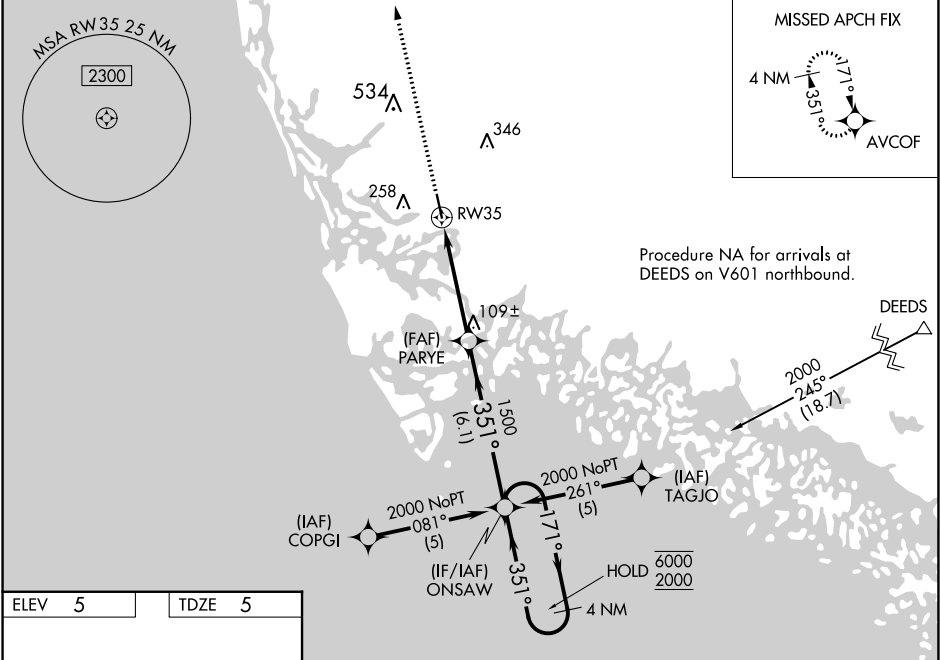 MSA RW35 25 NM
2300
534
346
258
RW35
MISSED APCH FIX
4 NM
171°
351°
AVCOF
Procedure NA for arrivals at
DEEDS on V601 northbound.
DEEDS
2000
245°
(18.7)
109±
(FAF)
PARYE
1500
351°
(6.1)
2000 NoPT
261°
(5)
(IAF)
TAGJO
2000 NoPT
081°
(5)
(IAF)
COPGI
(IF/IAF)
ONSAW
171°
351°
HOLD 6000
2000
4 NM
ELEV 5
TDZE 5